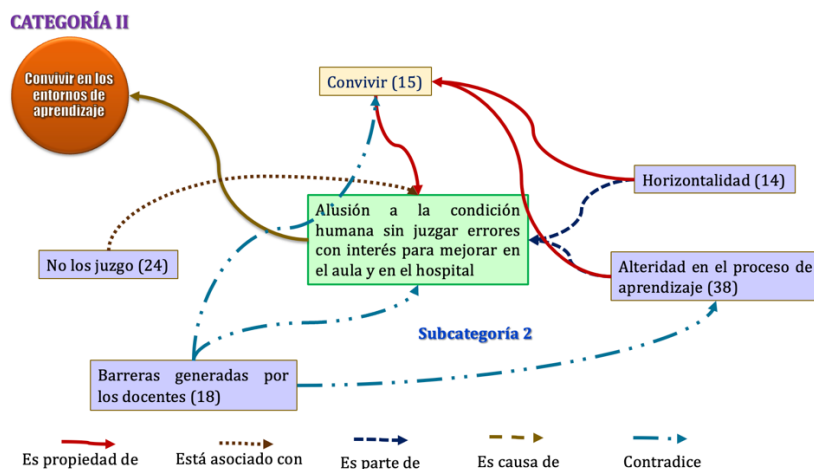 CATEGORÍA II
Convivir en los
entornos de
aprendizaje
Convivir (15)
Horizontalidad (14)
Alusión a la condición
humana sin juzgar errores
con interés para mejorar en
el aula y en el hospital
No los juzgo (24)
Alteridad en el proceso de
aprendizaje (38)
Subcategoría 2
Barreras generadas por
los docentes (18)
Es propiedad de
Está asociado con
Es parte de
Es causa de
Contradice